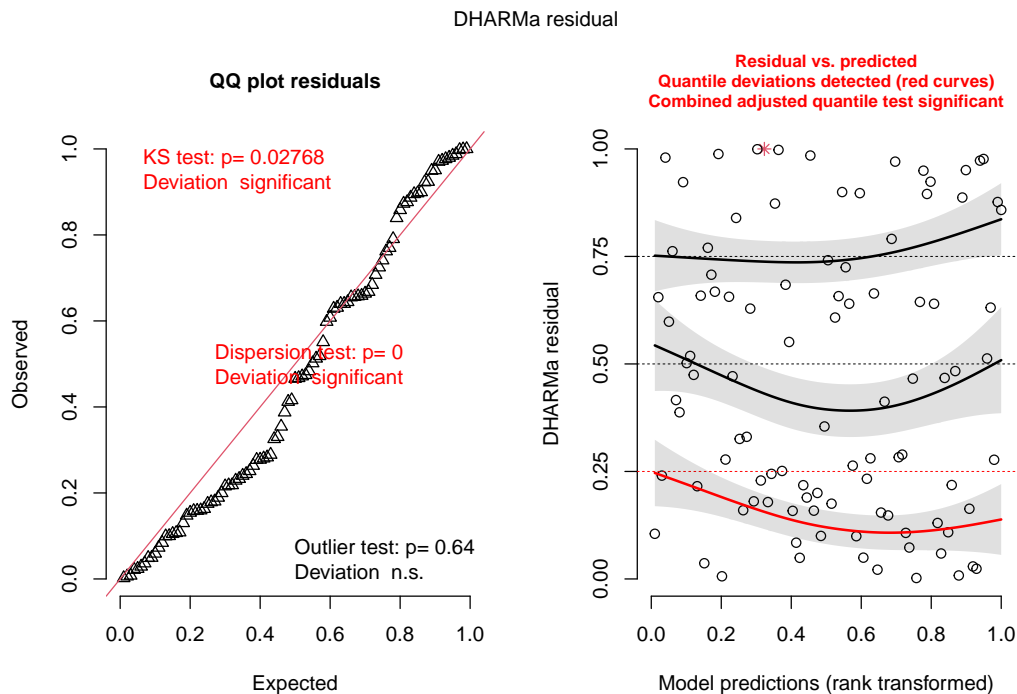 DHARMa residual
QQ plot residuals
KS test: p= 0.02768
Deviation  significant
Dispersion test: p= 0
Deviation  significant
Outlier test: p= 0.64
Deviation  n.s.
Observed
0.0 0.2 0.4 0.6 0.8 1.0
0.0 0.2 0.4 0.6 0.8 1.0
Expected
Residual vs. predicted
Quantile deviations detected (red curves)
Combined adjusted quantile test significant
DHARMa residual
0.00 0.25 0.50 0.75 1.00
0.0 0.2 0.4 0.6 0.8 1.0
Model predictions (rank transformed)